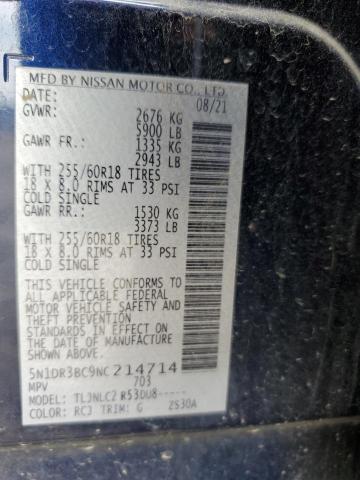 MFD BY NISSAN MOTOR CO., LTD.
DATE: 08/21
GVWR: 2676 KG
5900 LB
GAWR FR.: 1335 KG
2943 LB
WITH 255/60R18 TIRES
18 X 8.0 RIMS AT 33 PSI
COLD SINGLE
GAWR RR.: 1530 KG
3373 LB
WITH 255/60R18 TIRES
18 X 8.0 RIMS AT 33 PSI
COLD SINGLE
THIS VEHICLE CONFORMS TO
ALL APPLICABLE FEDERAL
MOTOR VEHICLE SAFETY
AND THEFT PREVENTION
STANDARDS IN EFFECT ON
THE DATE OF MANUFACTURE
SHOWN ABOVE.
5N1DR3BC9NC214714
MPV 703
MODEL: TLJNLC2 R53UU8-----
COLOR: RCJ TRIM: G 2S30A